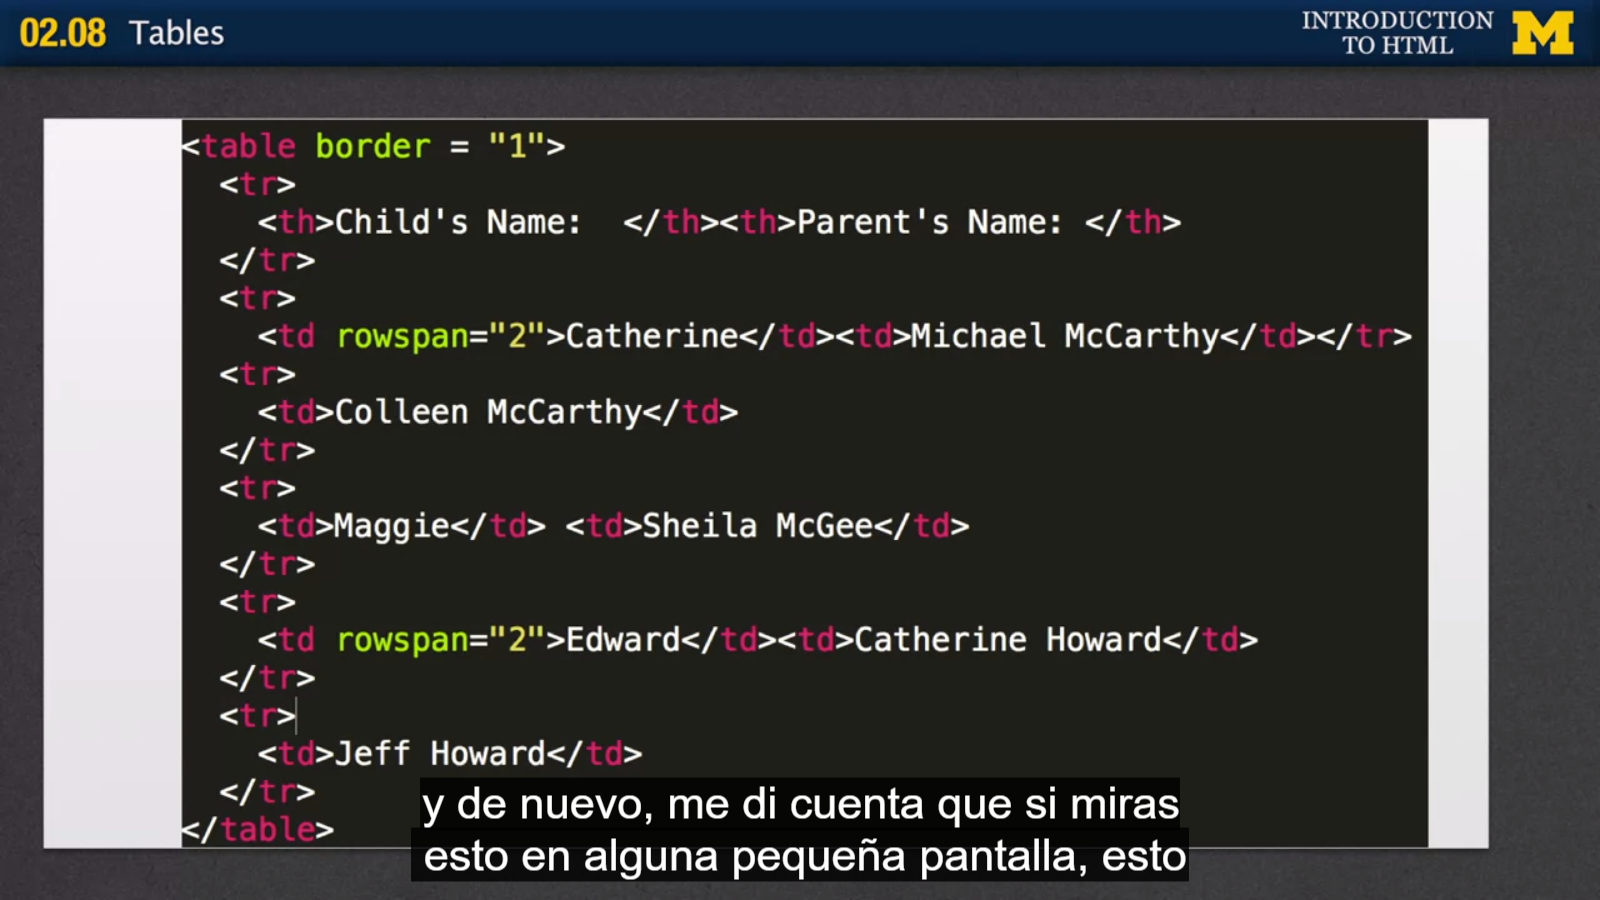 02.08 Tables
INTRODUCTION
TO HTML
M
<table border = "1">
<tr>
<th>Child's Name:  </th><th>Parent's Name: </th>
</tr>
<tr>
<td rowspan="2">Catherine</td><td>Michael McCarthy</td></tr>
<tr>
<td>Colleen McCarthy</td>
</tr>
<tr>
<td>Maggie</td> <td>Sheila McGee</td>
</tr>
<tr>
<td rowspan="2">Edward</td><td>Catherine Howard</td>
</tr>
<tr>
<td>Jeff Howard</td>
</tr>
</table>
y de nuevo, me di cuenta que si miras
esto en alguna pequeña pantalla, esto